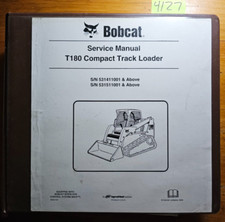 4127
Bobcat
Service Manual
T180 Compact Track Loader
S/N 531411001 & Above
S/N 531511001 & Above